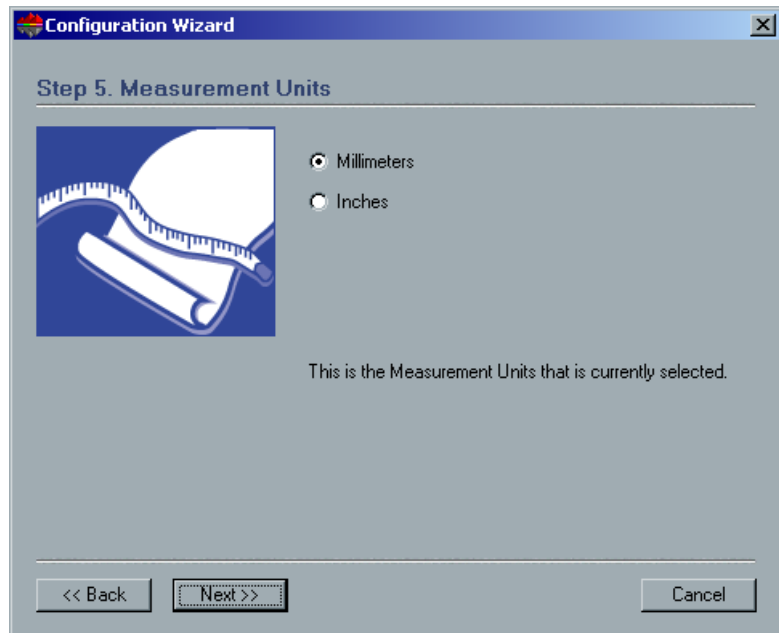 Configuration Wizard
Step 5. Measurement Units
Millimeters
Inches
This is the Measurement Units that is currently selected.
<< Back
Next >>
Cancel